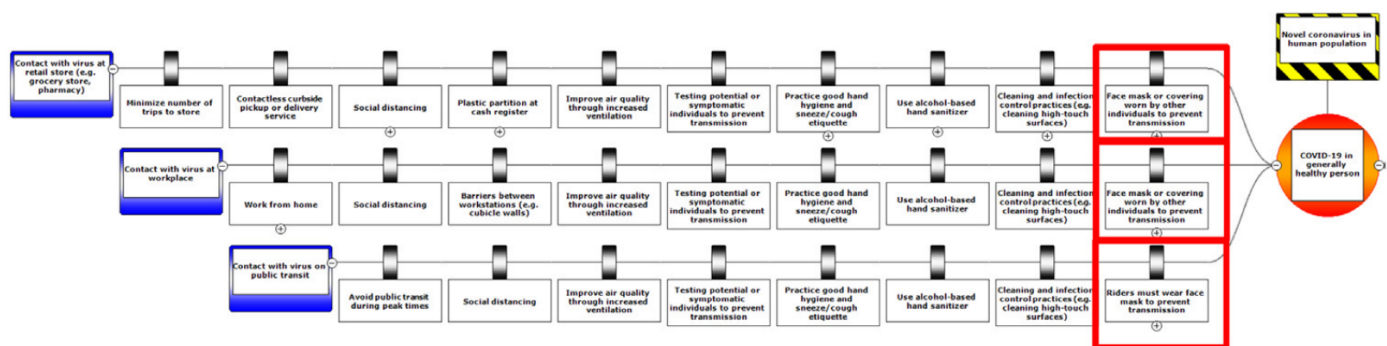 Novel coronavirus in
human population
Contact with virus at
retail store (e.g.
grocery store,
pharmacy)
Minimize number of
trips to store
Contactless curbside
pickup or delivery
service
Social distancing
Plastic partition at
cash register
Improve air quality
through increased
ventilation
Testing potential or
symptomatic
individuals to prevent
transmission
Practice good hand
hygiene and
sneeze/cough
etiquette
Use alcohol-based
hand sanitizer
Cleaning and infection
control practices (e.g.
cleaning high-touch
surfaces)
Face mask or covering
worn by other
individuals to prevent
transmission
COVID-19 in
generally
healthy person
Contact with virus at
workplace
Work from home
Social distancing
Barriers between
workstations (e.g.
cubicle walls)
Improve air quality
through increased
ventilation
Testing potential or
symptomatic
individuals to prevent
transmission
Practice good hand
hygiene and
sneeze/cough
etiquette
Use alcohol-based
hand sanitizer
Cleaning and infection
control practices (e.g.
cleaning high-touch
surfaces)
Face mask or covering
worn by other
individuals to prevent
transmission
Contact with virus on
public transit
Avoid public transit
during peak times
Social distancing
Improve air quality
through increased
ventilation
Testing potential or
symptomatic
individuals to prevent
transmission
Practice good hand
hygiene and
sneeze/cough
etiquette
Use alcohol-based
hand sanitizer
Cleaning and infection
control practices (e.g.
cleaning high-touch
surfaces)
Riders must wear face
mask to prevent
transmission